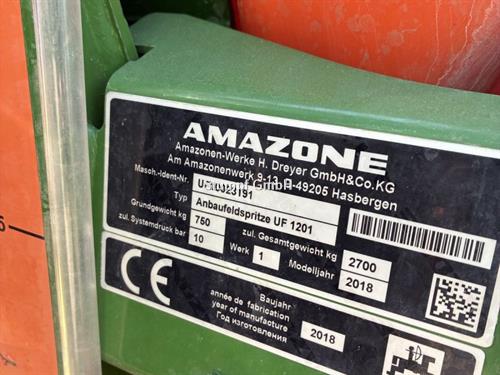 AMAZONE
Amazonen-Werke H. Dreyer GmbH&Co.KG
Am Amazonenwerk 9-13 D-49205 Hasbergen
Masch.-Ident-Nr.
Typ Anbaufeldspritze UF 1201
Grundgewicht kg 750 zul. Gesamtgewicht kg 2700
zul. Systemdruck bar 10 Werk 1 Modelljahr 2018
CE
Baujahr
année de fabrication
year of manufacture 2018
Год изготовления